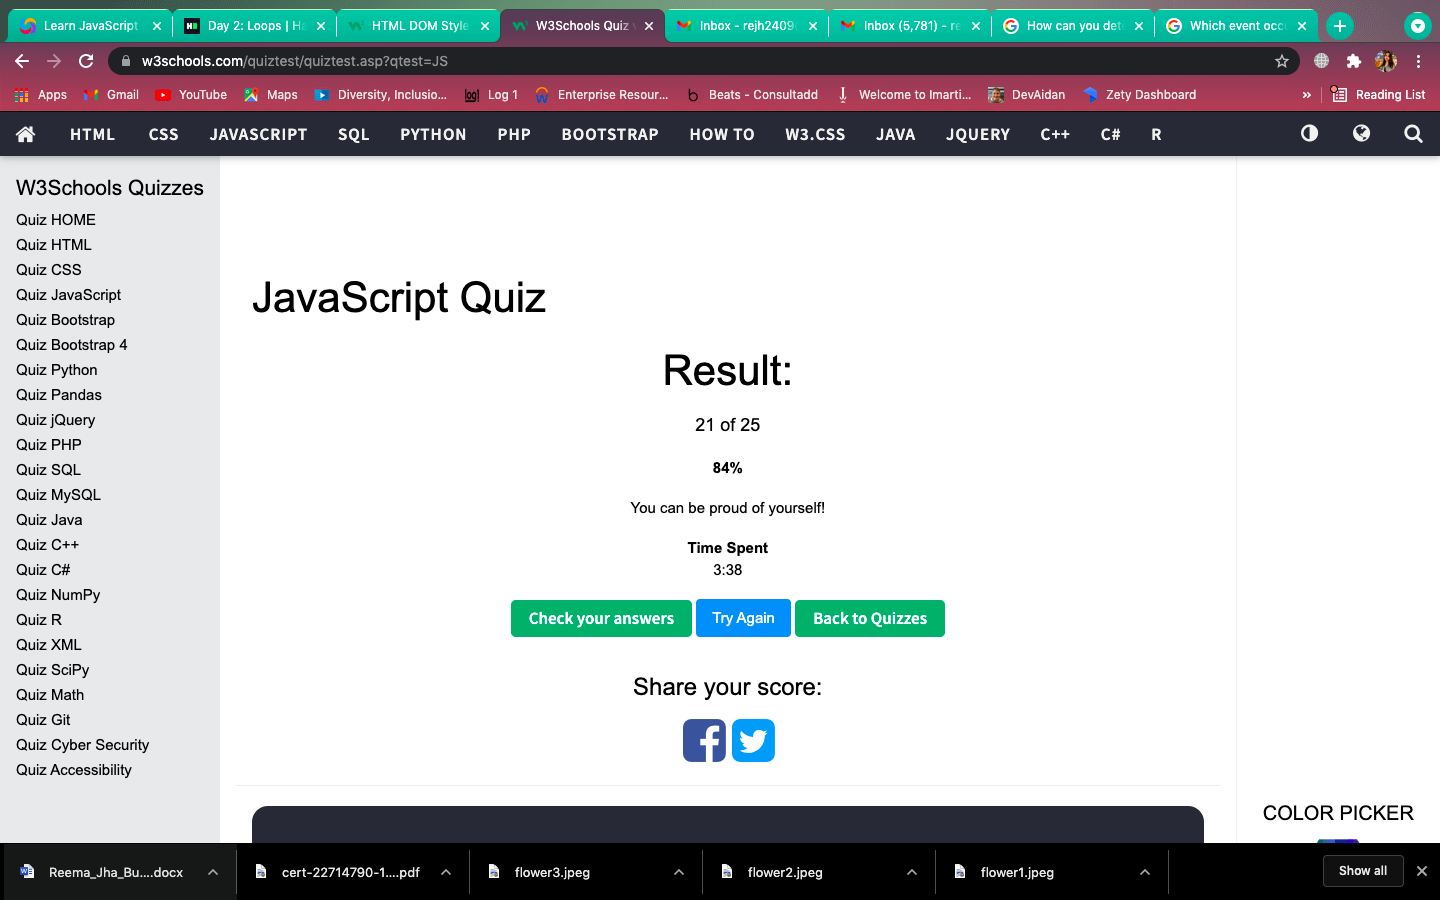 Learn JavaScript
Day 2: Loops | Ha
HTML DOM Style
W3Schools Quiz
Inbox - rejh2409
Inbox (5,781) - re
How can you det
Which event occ
w3schools.com/quiztest/quiztest.asp?qtest=JS
Apps
Gmail
YouTube
Maps
Diversity, Inclusio...
Log 1
Enterprise Resour...
Beats - Consultadd
Welcome to Imarti...
DevAidan
Zety Dashboard
»
Reading List
HTML
CSS
JAVASCRIPT
SQL
PYTHON
PHP
BOOTSTRAP
HOW TO
W3.CSS
JAVA
JQUERY
C++
C#
R
W3Schools Quizzes
Quiz HOME
Quiz HTML
Quiz CSS
Quiz JavaScript
Quiz Bootstrap
Quiz Bootstrap 4
Quiz Python
Quiz Pandas
Quiz jQuery
Quiz PHP
Quiz SQL
Quiz MySQL
Quiz Java
Quiz C++
Quiz C#
Quiz NumPy
Quiz R
Quiz XML
Quiz SciPy
Quiz Math
Quiz Git
Quiz Cyber Security
Quiz Accessibility
JavaScript Quiz
Result:
21 of 25
84%
You can be proud of yourself!
Time Spent
3:38
Check your answers
Try Again
Back to Quizzes
Share your score:
COLOR PICKER
Reema_Jha_Bu....docx
cert-22714790-1....pdf
flower3.jpeg
flower2.jpeg
flower1.jpeg
Show all